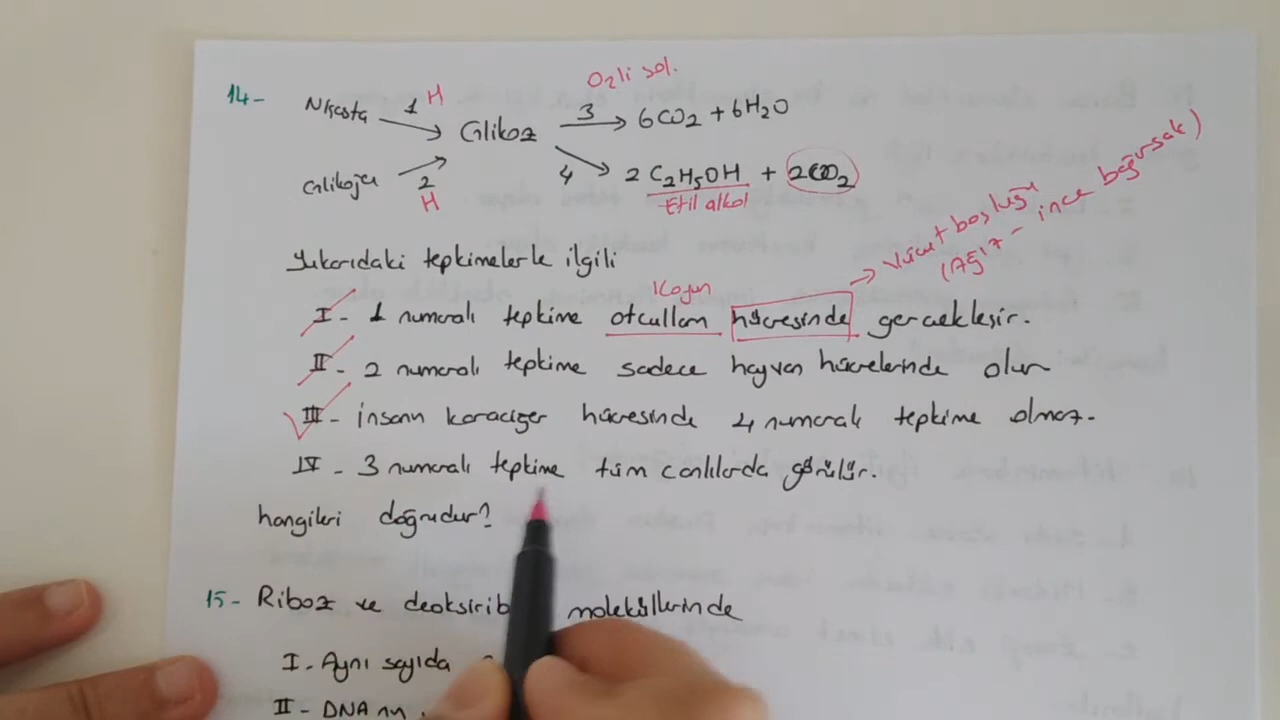 O₂li sol.
14- Nişasta 1 H Glikoz 3 6CO₂ + 6H₂O
Glikojen 2 H 4 2 C₂H₅OH + 2CO₂
Etil alkol
Vücut boşluğu
(Ağız - ince bağırsak)
Yukarıdaki tepkimelerle ilgili
Koyun
I - 1 numaralı tepkime otcullar hücresinde gerçekleşir.
II - 2 numaralı tepkime sadece hayvan hücrelerinde olur
III - insan karaciğer hücresinde 4 numaralı tepkime olmaz.
IV - 3 numaralı tepkime tüm canlılarda görülür.
hangileri doğrudur?
15- Riboz ve deoksirib moleküllerinde
I - Aynı sayıda
II - DNA nın